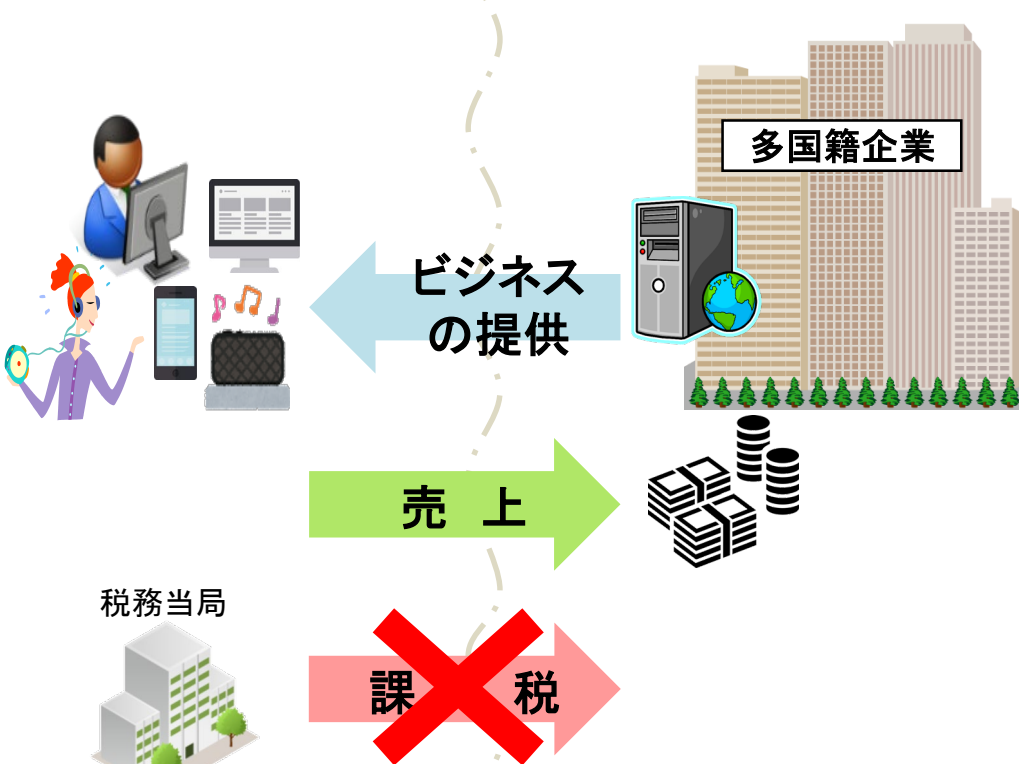 多国籍企業
ビジネス
の提供
売　上
税務当局
課　税